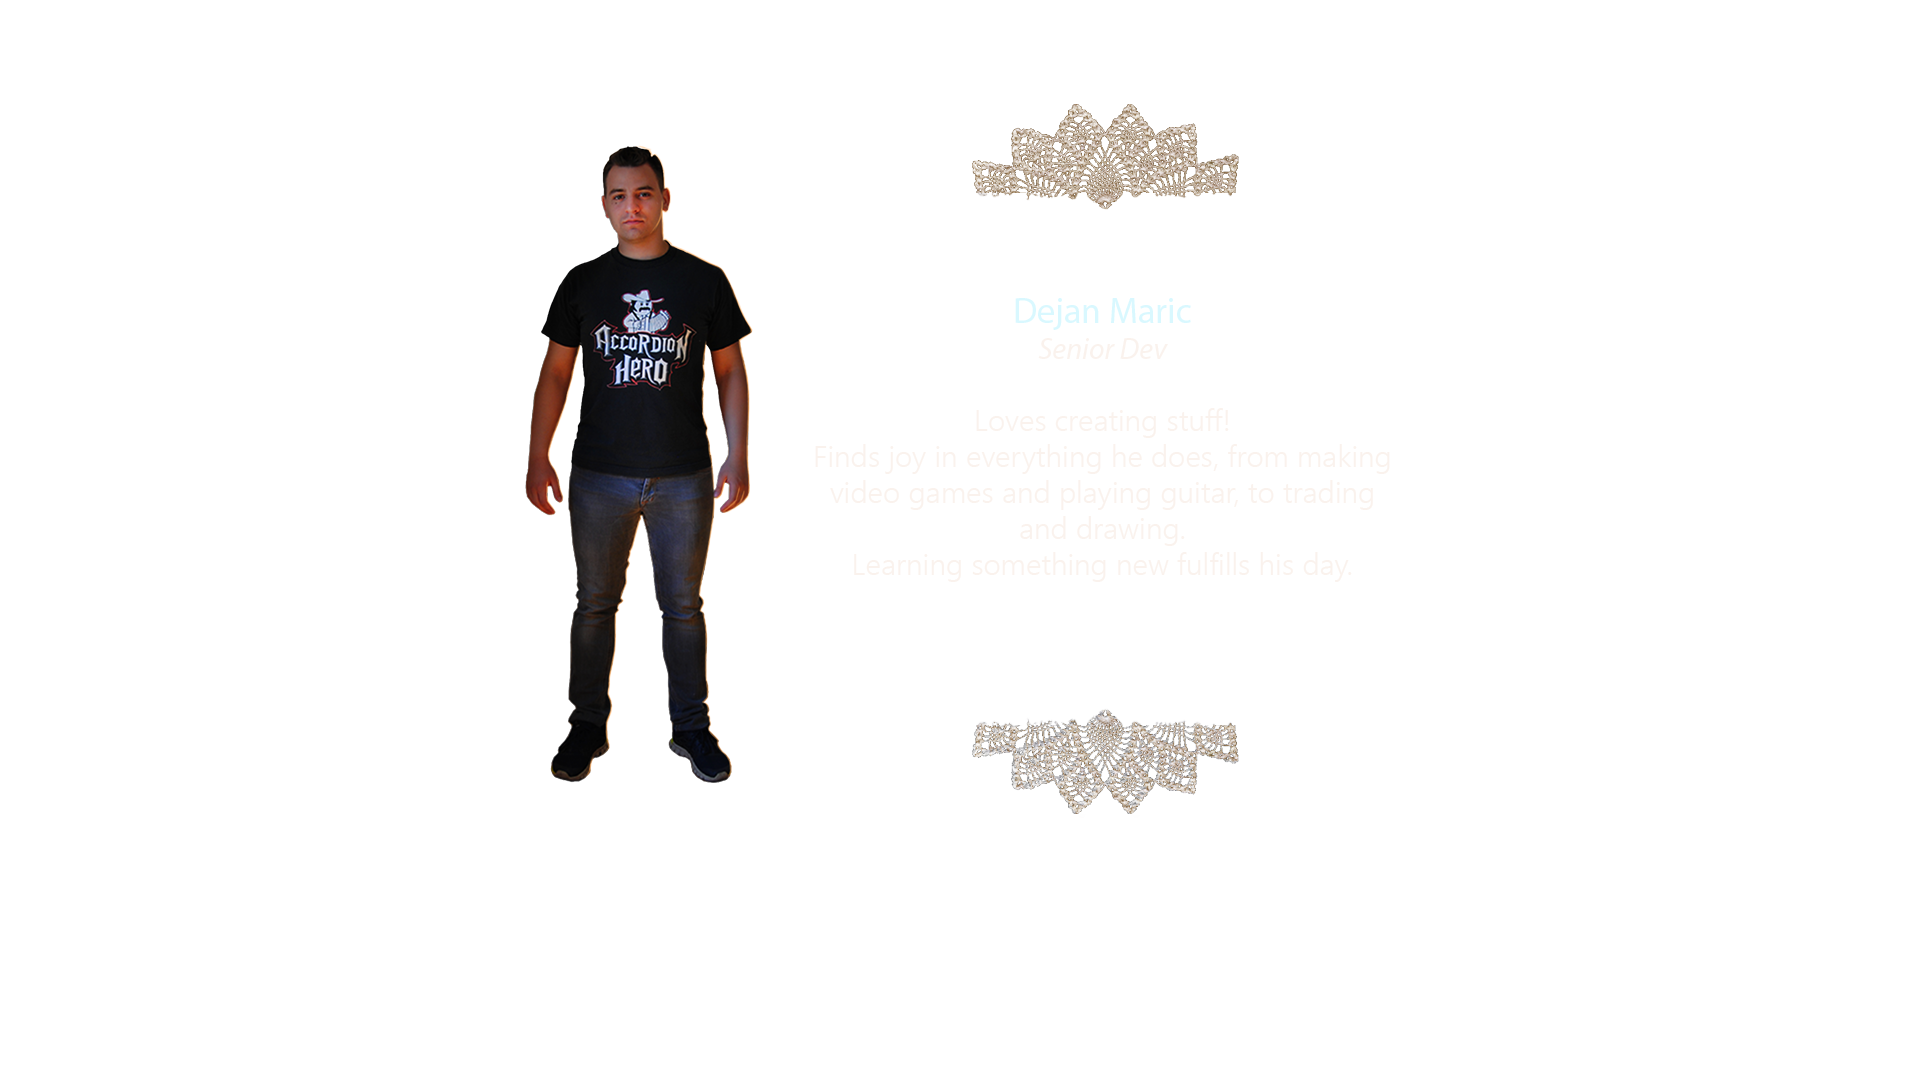 ACCORDION
HERO
Dejan Maric
Senior Dev
Loves creating stuff!
Finds joy in everything he does, from making
video games and playing guitar, to trading
and drawing.
Learning something new fulfills his day.